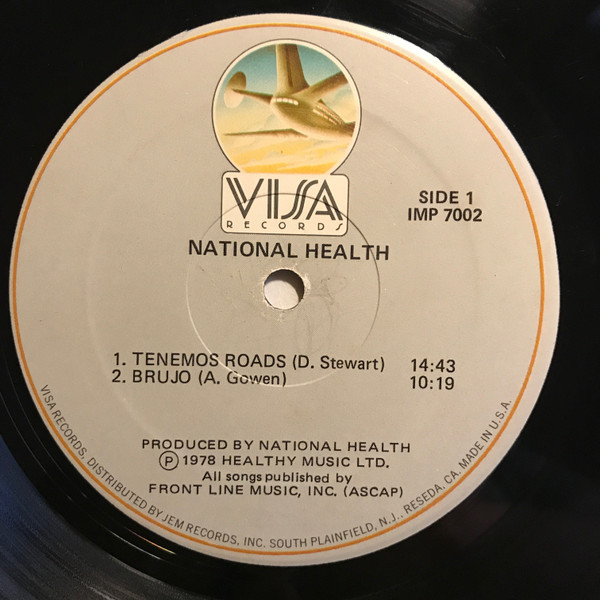 VISA
RECORDS
SIDE 1
IMP 7002
NATIONAL HEALTH
1. TENEMOS ROADS (D. Stewart) 14:43
2. BRUJO (A. Gowen) 10:19
PRODUCED BY NATIONAL HEALTH
Ⓟ 1978 HEALTHY MUSIC LTD.
All songs published by
FRONT LINE MUSIC, INC. (ASCAP)
VISA RECORDS, DISTRIBUTED BY JEM RECORDS, INC. SOUTH PLAINFIELD, N.J., RESEDA, CA. MADE IN U.S.A.